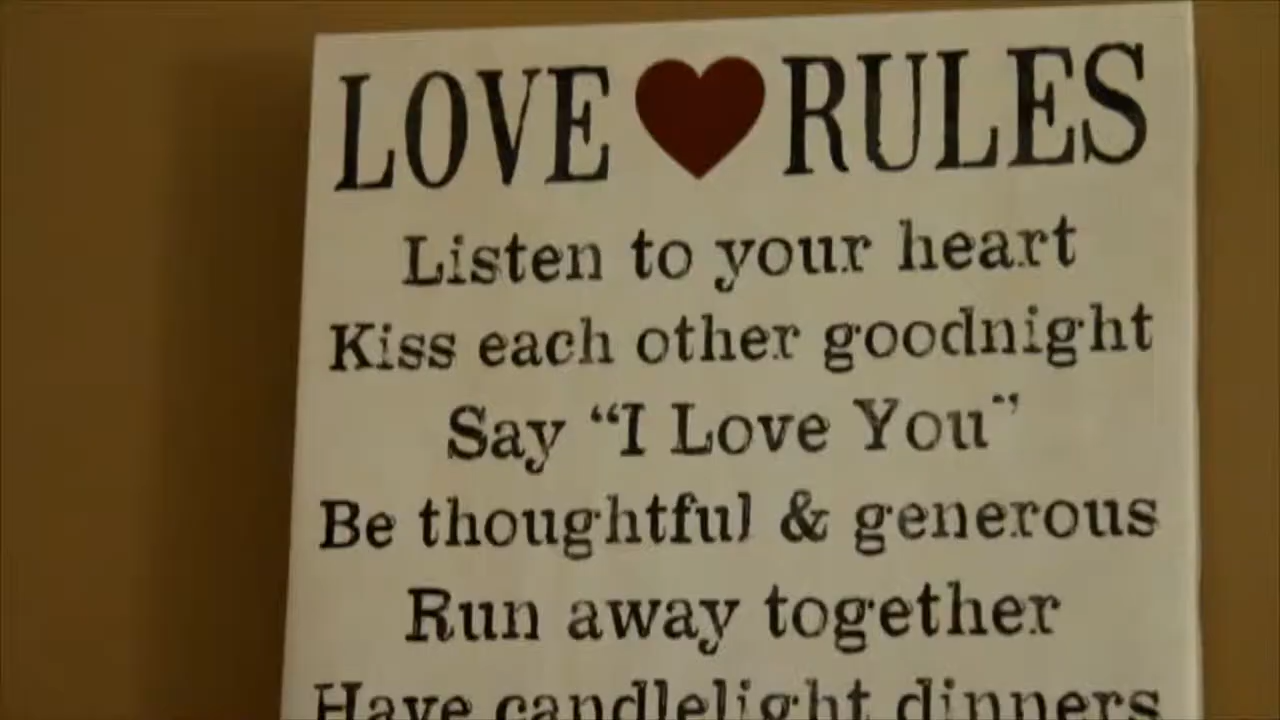 LOVE RULES
Listen to your heart
Kiss each other goodnight
Say “I Love You”
Be thoughtful & generous
Run away together
Have candlelight dinners